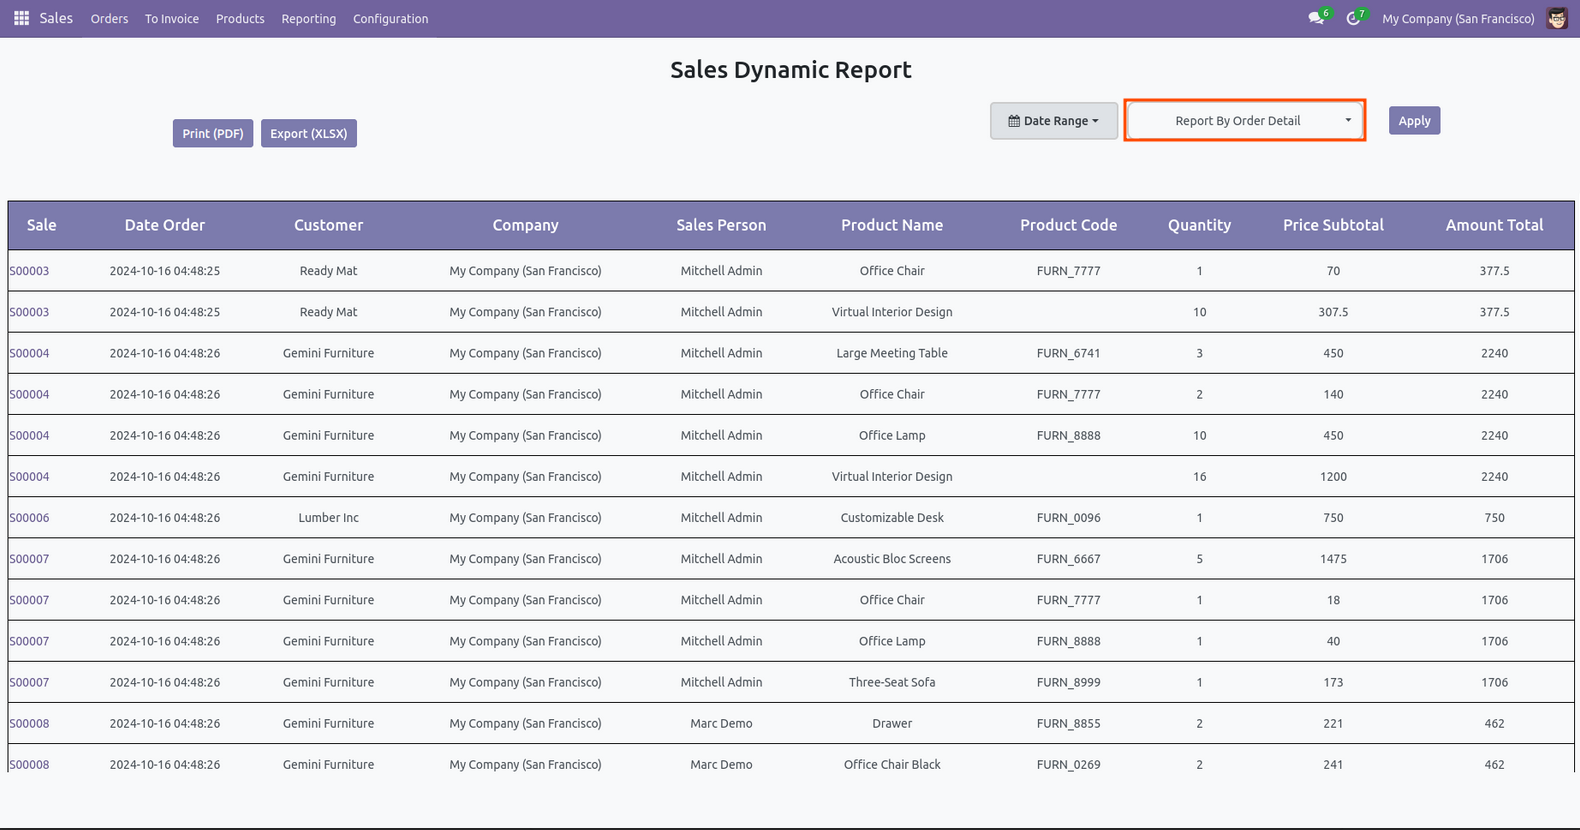 Sales Orders To Invoice Products Reporting Configuration 6 7 My Company (San Francisco)
Sales Dynamic Report
Print (PDF) Export (XLSX) Date Range Report By Order Detail Apply
Sale Date Order Customer Company Sales Person Product Name Product Code Quantity Price Subtotal Amount Total
S00003 2024-10-16 04:48:25 Ready Mat My Company (San Francisco) Mitchell Admin Office Chair FURN_7777 1 70 377.5
S00003 2024-10-16 04:48:25 Ready Mat My Company (San Francisco) Mitchell Admin Virtual Interior Design 10 307.5 377.5
S00004 2024-10-16 04:48:26 Gemini Furniture My Company (San Francisco) Mitchell Admin Large Meeting Table FURN_6741 3 450 2240
S00004 2024-10-16 04:48:26 Gemini Furniture My Company (San Francisco) Mitchell Admin Office Chair FURN_7777 2 140 2240
S00004 2024-10-16 04:48:26 Gemini Furniture My Company (San Francisco) Mitchell Admin Office Lamp FURN_8888 10 450 2240
S00004 2024-10-16 04:48:26 Gemini Furniture My Company (San Francisco) Mitchell Admin Virtual Interior Design 16 1200 2240
S00006 2024-10-16 04:48:26 Lumber Inc My Company (San Francisco) Mitchell Admin Customizable Desk FURN_0096 1 750 750
S00007 2024-10-16 04:48:26 Gemini Furniture My Company (San Francisco) Mitchell Admin Acoustic Bloc Screens FURN_6667 5 1475 1706
S00007 2024-10-16 04:48:26 Gemini Furniture My Company (San Francisco) Mitchell Admin Office Chair FURN_7777 1 18 1706
S00007 2024-10-16 04:48:26 Gemini Furniture My Company (San Francisco) Mitchell Admin Office Lamp FURN_8888 1 40 1706
S00007 2024-10-16 04:48:26 Gemini Furniture My Company (San Francisco) Mitchell Admin Three-Seat Sofa FURN_8999 1 173 1706
S00008 2024-10-16 04:48:26 Gemini Furniture My Company (San Francisco) Marc Demo Drawer FURN_8855 2 221 462
S00008 2024-10-16 04:48:26 Gemini Furniture My Company (San Francisco) Marc Demo Office Chair Black FURN_0269 2 241 462